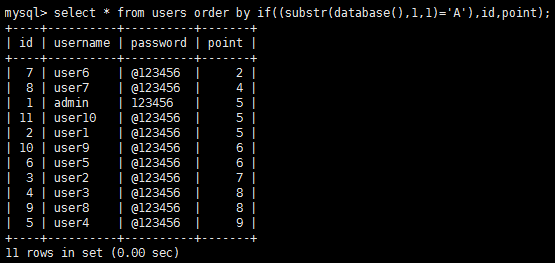 mysql> select * from users order by if((substr(database(),1,1)='A'),id,point);
+----+----------+----------+-------+
| id | username | password | point |
+----+----------+----------+-------+
|  7 | user6    | @123456  |     2 |
|  8 | user7    | @123456  |     4 |
|  1 | admin    | 123456   |     5 |
| 11 | user10   | @123456  |     5 |
|  2 | user1    | @123456  |     5 |
| 10 | user9    | @123456  |     6 |
|  6 | user5    | @123456  |     6 |
|  3 | user2    | @123456  |     7 |
|  4 | user3    | @123456  |     8 |
|  9 | user8    | @123456  |     8 |
|  5 | user4    | @123456  |     9 |
+----+----------+----------+-------+
11 rows in set (0.00 sec)